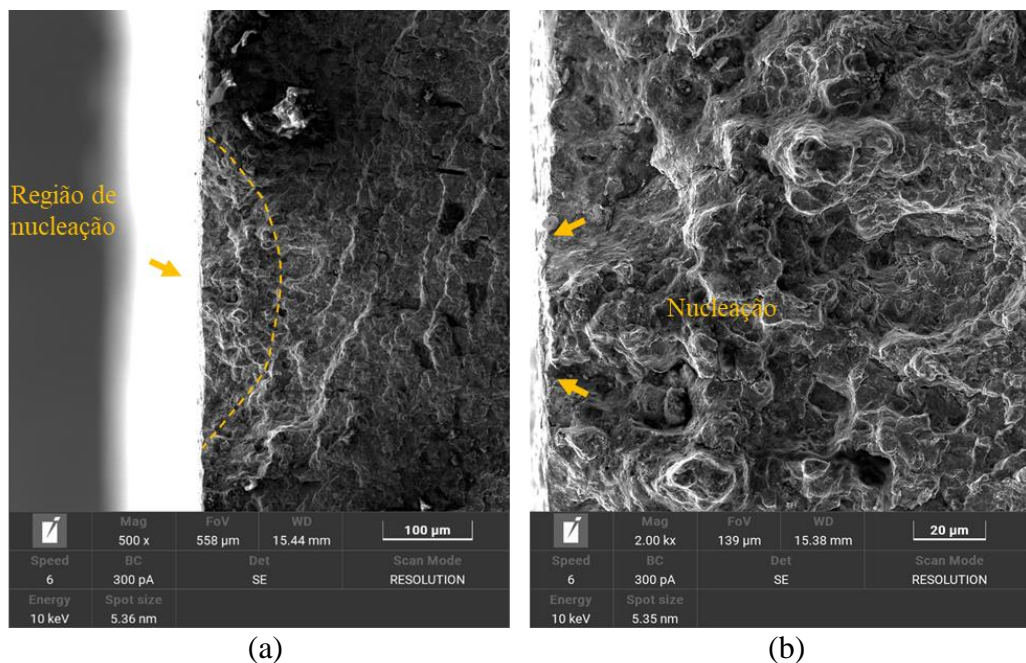 Região de
nucleação
Nucleação
Mag FoV WD 100 µm
500 x 558 µm 15.44 mm
Speed BC Det Scan Mode
6 300 pA SE RESOLUTION
Energy Spot size
10 keV 5.36 nm
Mag FoV WD 20 µm
2.00 kx 139 µm 15.38 mm
Speed BC Det Scan Mode
6 300 pA SE RESOLUTION
Energy Spot size
10 keV 5.35 nm
(a)
(b)